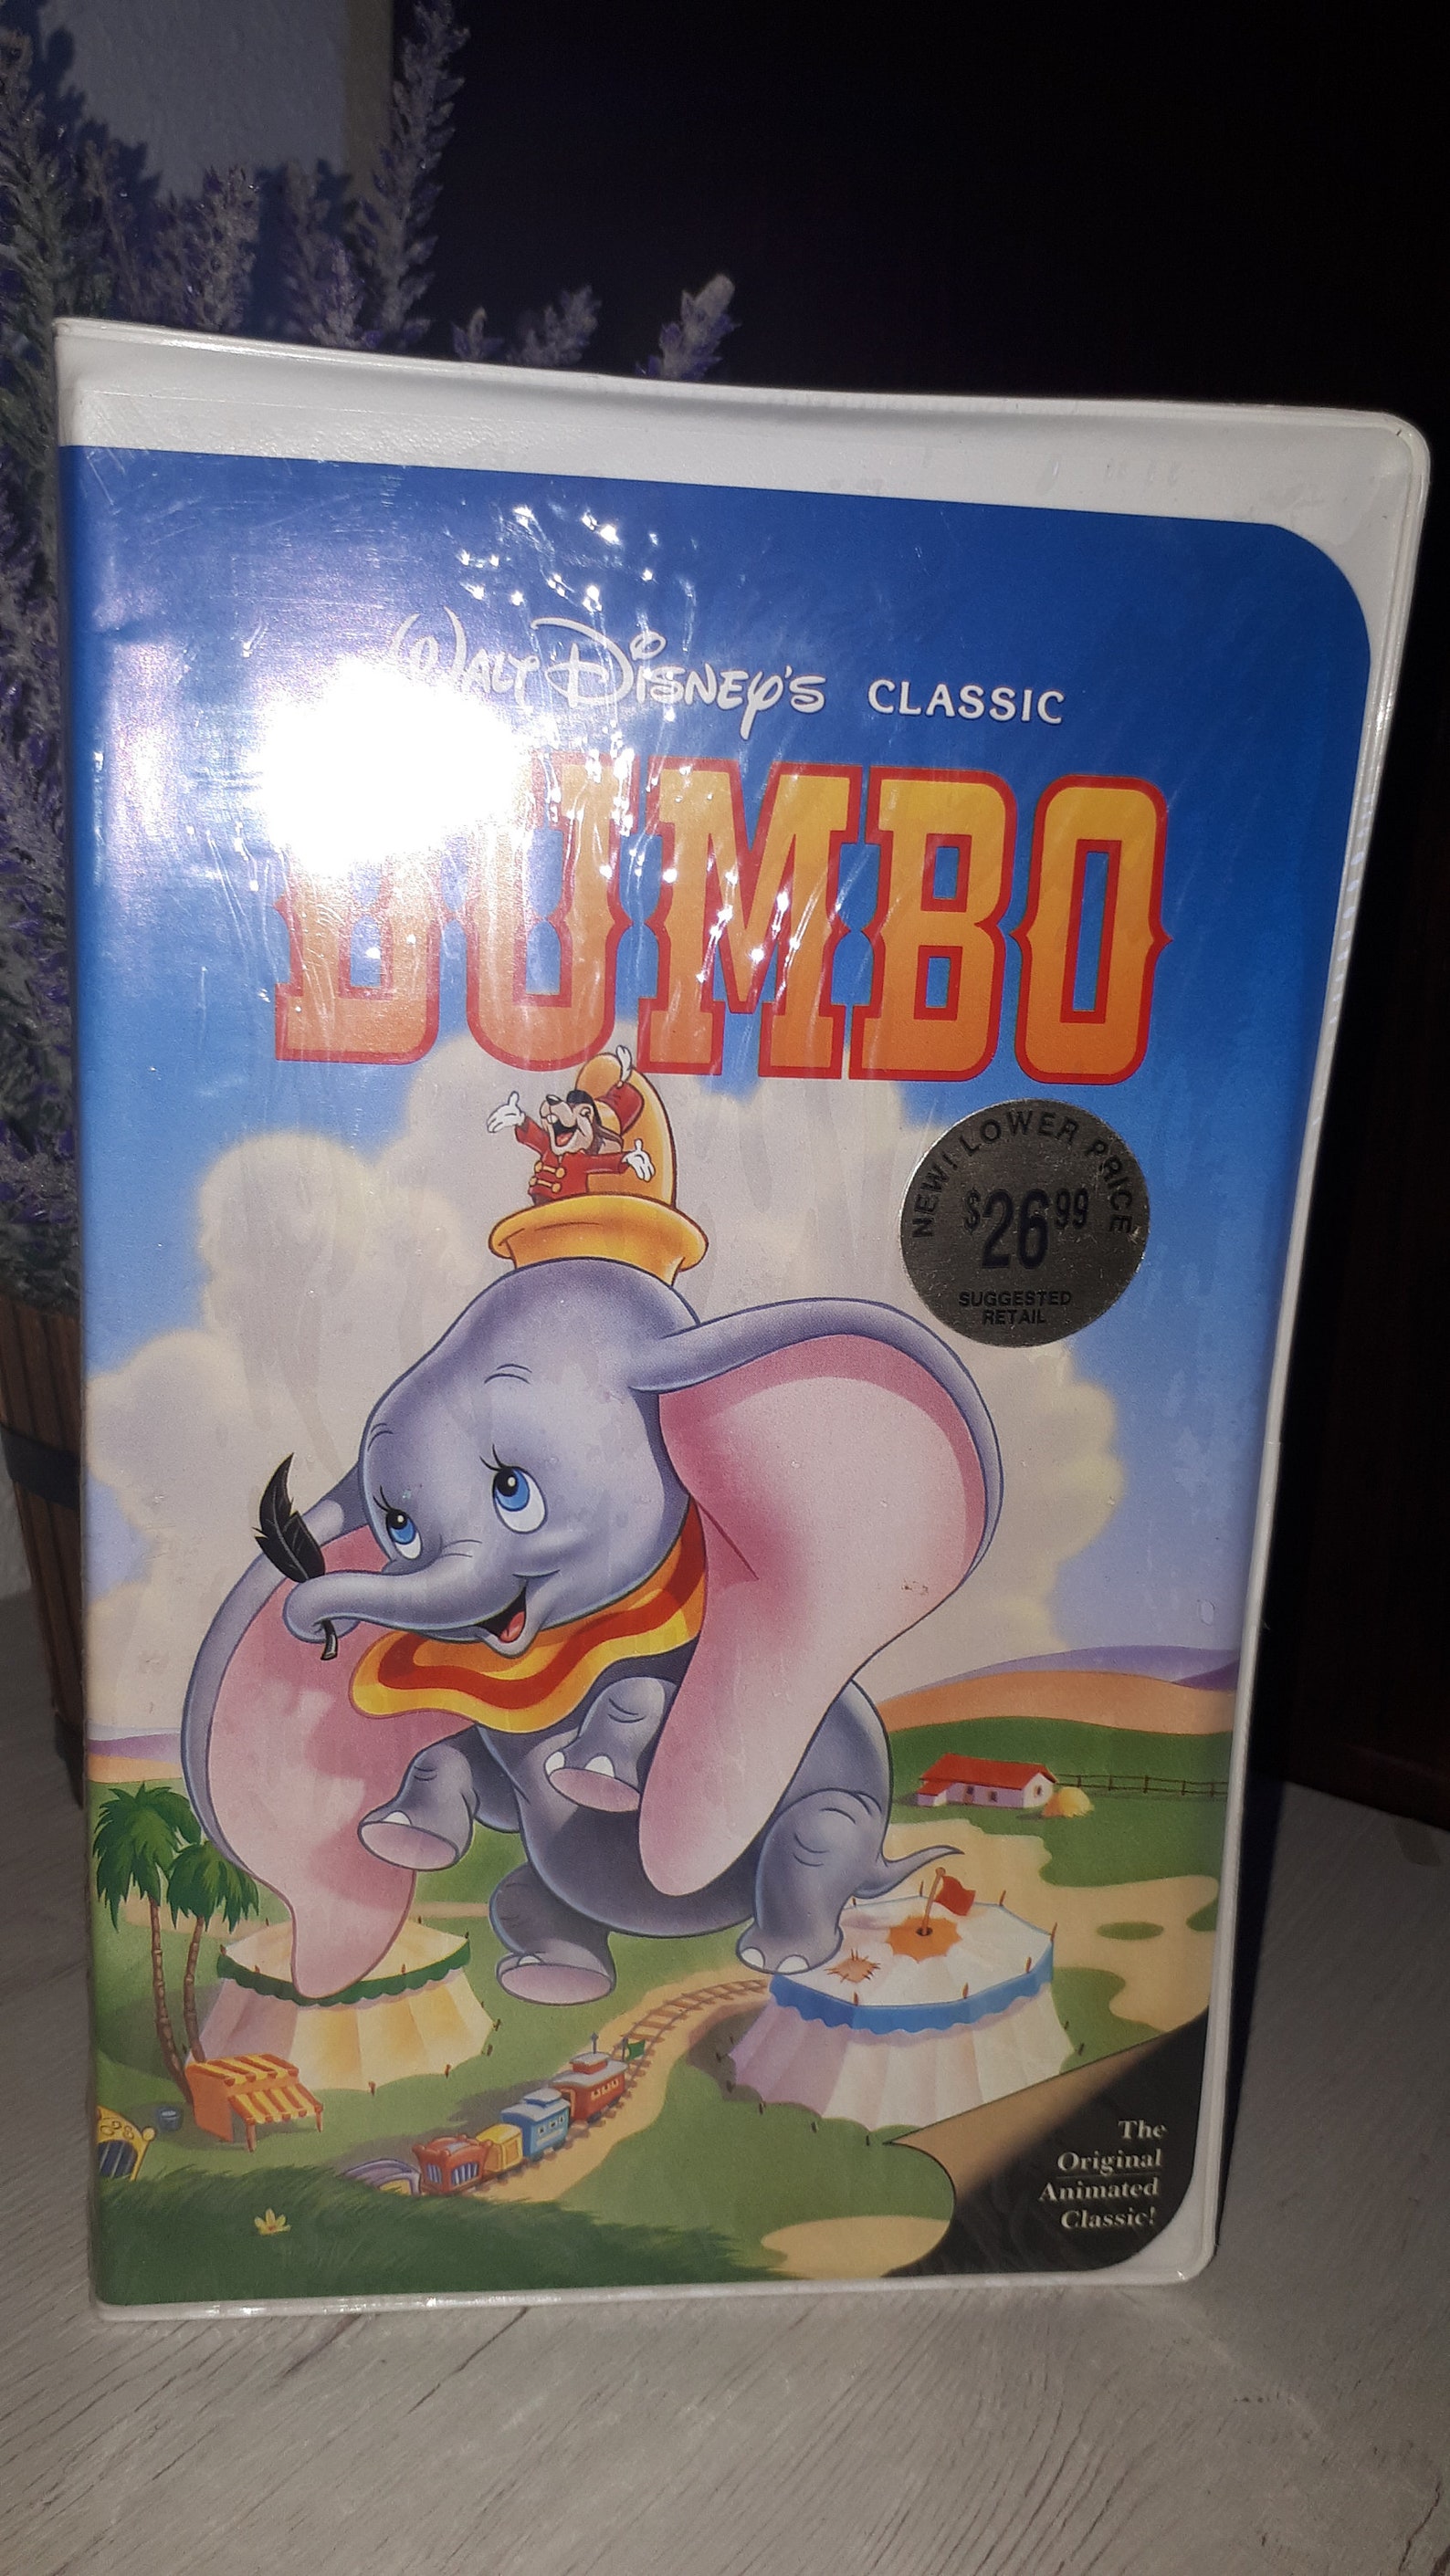 WALT DISNEY'S CLASSIC
DUMBO
NEW! LOWER PRICE
$26.99
SUGGESTED
RETAIL
The
Original
Animated
Classic!